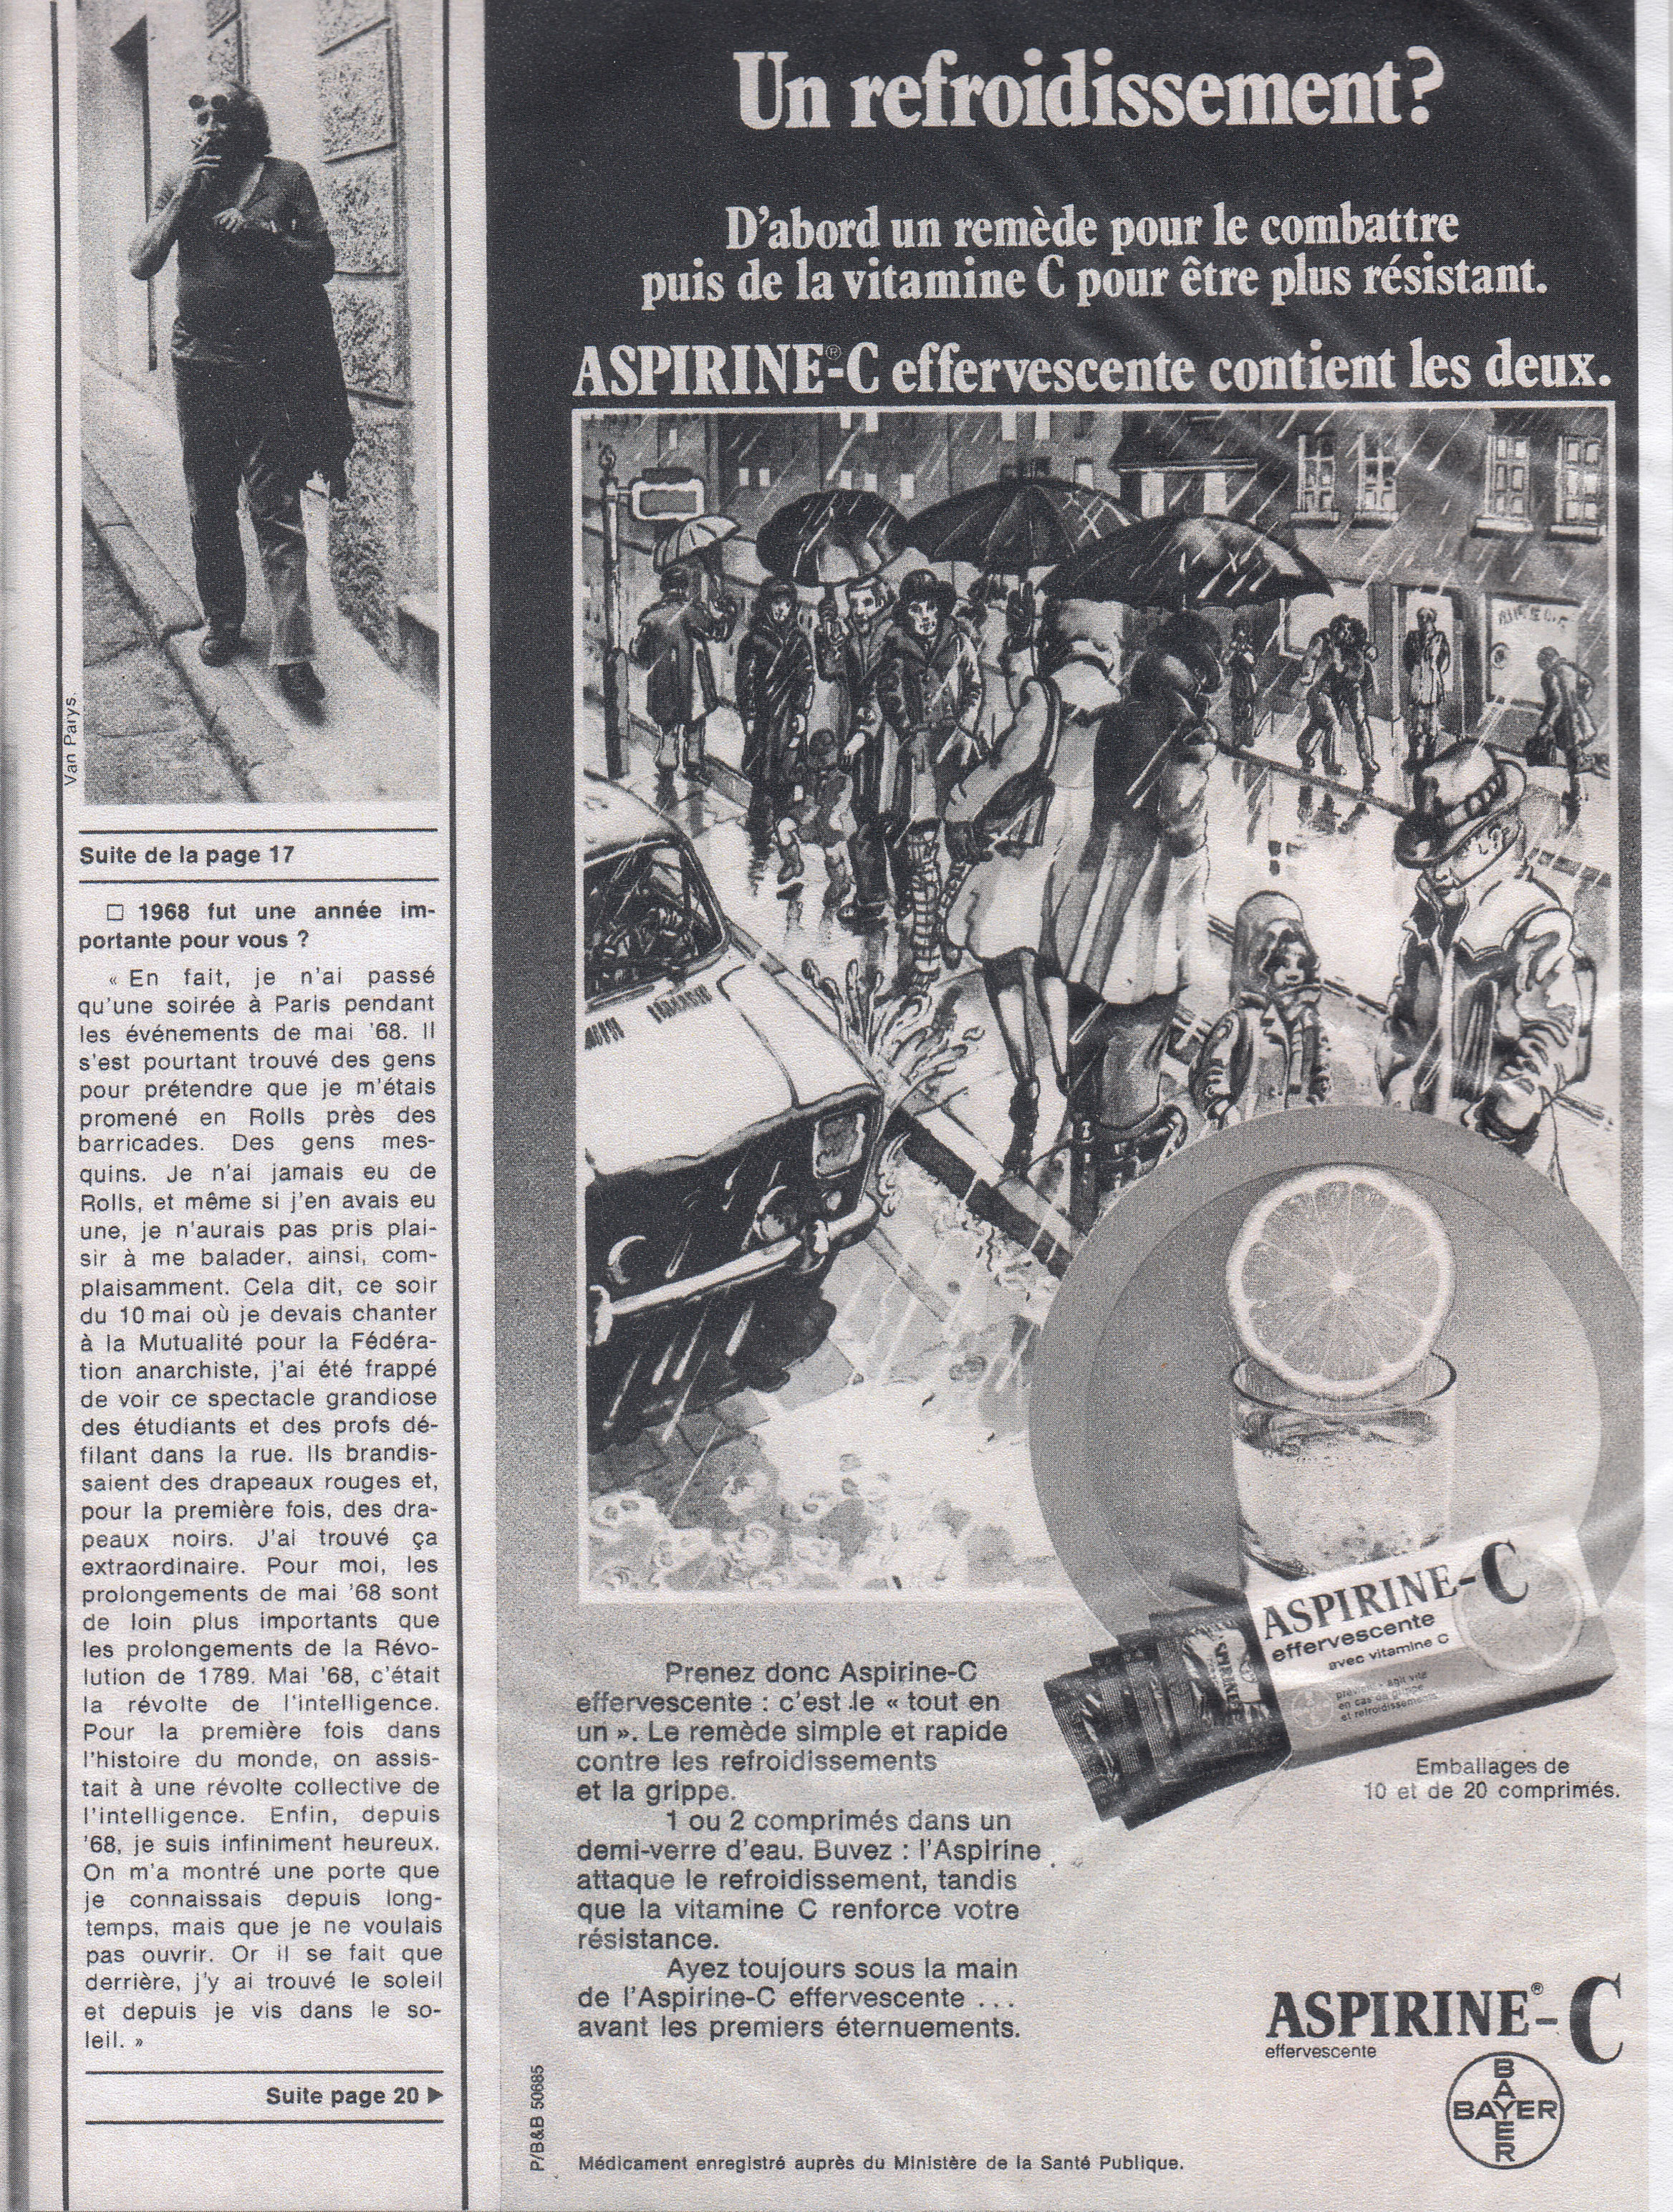 Van Parys.
Suite de la page 17
□ 1968 fut une année im-
portante pour vous ?
« En fait, je n'ai passé
qu'une soirée à Paris pendant
les événements de mai '68. Il
s'est pourtant trouvé des gens
pour prétendre que je m'étais
promené en Rolls près des
barricades. Des gens mes-
quins. Je n'ai jamais eu de
Rolls, et même si j'en avais eu
une, je n'aurais pas pris plai-
sir à me balader, ainsi, com-
plaisamment. Cela dit, ce soir
du 10 mai où je devais chanter
à la Mutualité pour la Fédéra-
tion anarchiste, j'ai été frappé
de voir ce spectacle grandiose
des étudiants et des profs dé-
filant dans la rue. Ils brandis-
saient des drapeaux rouges et,
pour la première fois, des dra-
peaux noirs. J'ai trouvé ça
extraordinaire. Pour moi, les
prolongements de mai '68 sont
de loin plus importants que
les prolongements de la Révo-
lution de 1789. Mai '68, c'était
la révolte de l'intelligence.
Pour la première fois dans
l'histoire du monde, on assis-
tait à une révolte collective de
l'intelligence. Enfin, depuis
'68, je suis infiniment heureux.
On m'a montré une porte que
je connaissais depuis long-
temps, mais que je ne voulais
pas ouvrir. Or il se fait que
derrière, j'y ai trouvé le soleil
et depuis je vis dans le so-
leil. »
Suite page 20 ▶
Un refroidissement?
D'abord un remède pour le combattre
puis de la vitamine C pour être plus résistant.
ASPIRINE®-C effervescente contient les deux.
ASPIRINE-C
effervescente
avec vitamine C
prévient - agit vite
en cas de grippe
et refroidissements
Emballages de
10 et de 20 comprimés.
Prenez donc Aspirine-C
effervescente : c'est le « tout en
un ». Le remède simple et rapide
contre les refroidissements
et la grippe.
1 ou 2 comprimés dans un
demi-verre d'eau. Buvez : l'Aspirine
attaque le refroidissement, tandis
que la vitamine C renforce votre
résistance.
Ayez toujours sous la main
de l'Aspirine-C effervescente ...
avant les premiers éternuements.
ASPIRINE®-C
effervescente
BAYER
BAYER
P/B&B 50685
Médicament enregistré auprès du Ministère de la Santé Publique.